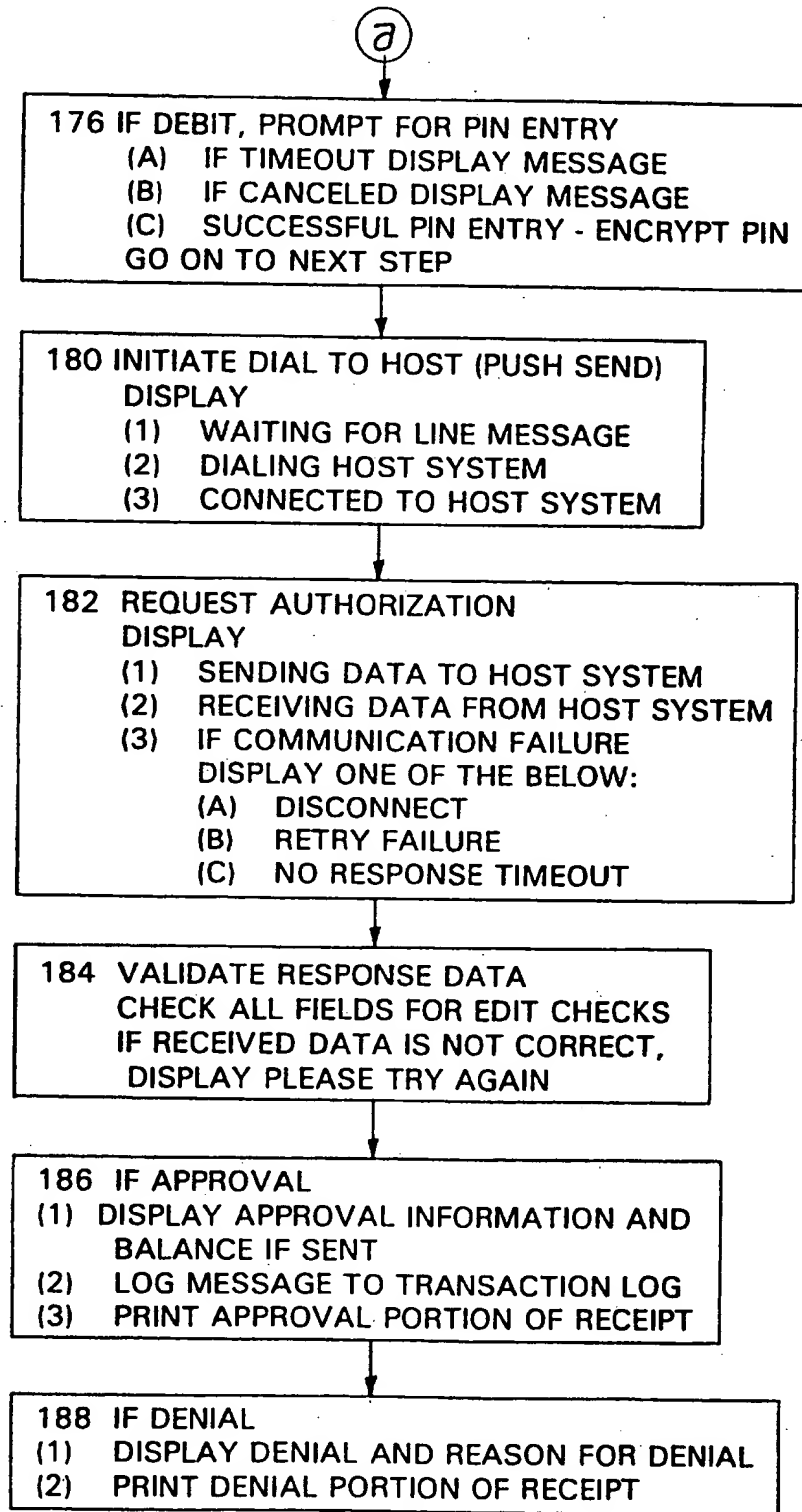 a
176 IF DEBIT, PROMPT FOR PIN ENTRY
(A) IF TIMEOUT DISPLAY MESSAGE
(B) IF CANCELED DISPLAY MESSAGE
(C) SUCCESSFUL PIN ENTRY - ENCRYPT PIN
GO ON TO NEXT STEP
180 INITIATE DIAL TO HOST (PUSH SEND)
DISPLAY
(1) WAITING FOR LINE MESSAGE
(2) DIALING HOST SYSTEM
(3) CONNECTED TO HOST SYSTEM
182 REQUEST AUTHORIZATION
DISPLAY
(1) SENDING DATA TO HOST SYSTEM
(2) RECEIVING DATA FROM HOST SYSTEM
(3) IF COMMUNICATION FAILURE
DISPLAY ONE OF THE BELOW:
(A) DISCONNECT
(B) RETRY FAILURE
(C) NO RESPONSE TIMEOUT
184 VALIDATE RESPONSE DATA
CHECK ALL FIELDS FOR EDIT CHECKS
IF RECEIVED DATA IS NOT CORRECT,
DISPLAY PLEASE TRY AGAIN
186 IF APPROVAL
(1) DISPLAY APPROVAL INFORMATION AND
BALANCE IF SENT
(2) LOG MESSAGE TO TRANSACTION LOG
(3) PRINT APPROVAL PORTION OF RECEIPT
188 IF DENIAL
(1) DISPLAY DENIAL AND REASON FOR DENIAL
(2) PRINT DENIAL PORTION OF RECEIPT